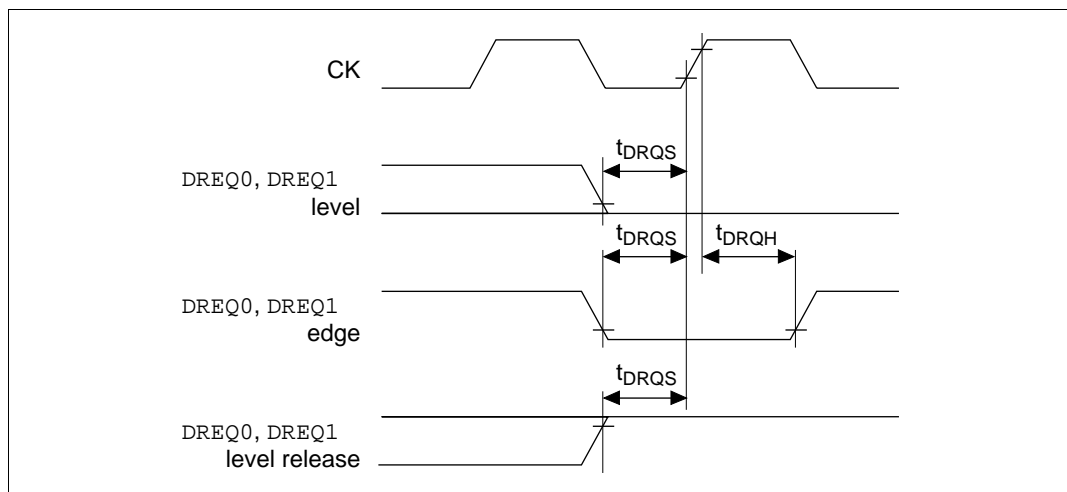 CK
tDRQS
DREQ0, DREQ1
level
tDRQS
tDRQH
DREQ0, DREQ1
edge
tDRQS
DREQ0, DREQ1
level release